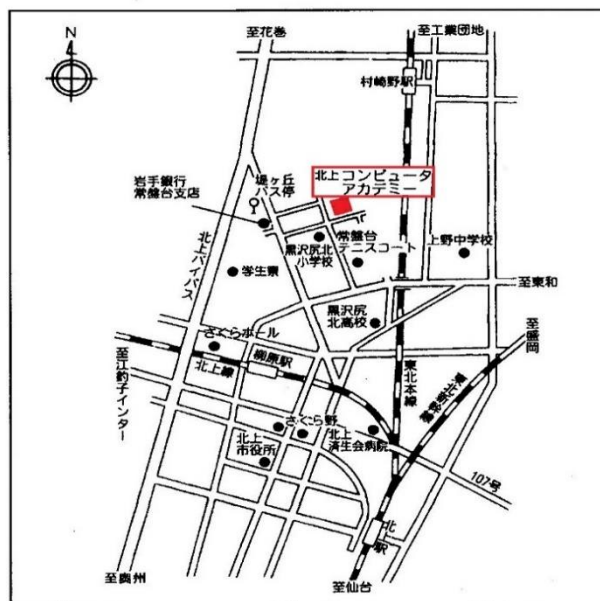 至花巻
至工業団地
N
村崎野駅
北上コンピュータ
アカデミー
堤ヶ丘
バス停
岩手銀行
常盤台支店
常盤台
テニスコート
黒沢尻北
小学校
上野中学校
北上バイパス
学生寮
至東和
黒沢尻
北高校
至盛岡
さくらホール
柳原駅
北上線
東北本線
東北新幹線
至江釣子インター
さくら野
北上
市役所
北上
済生会病院
107号
北上駅
至奥州
至仙台